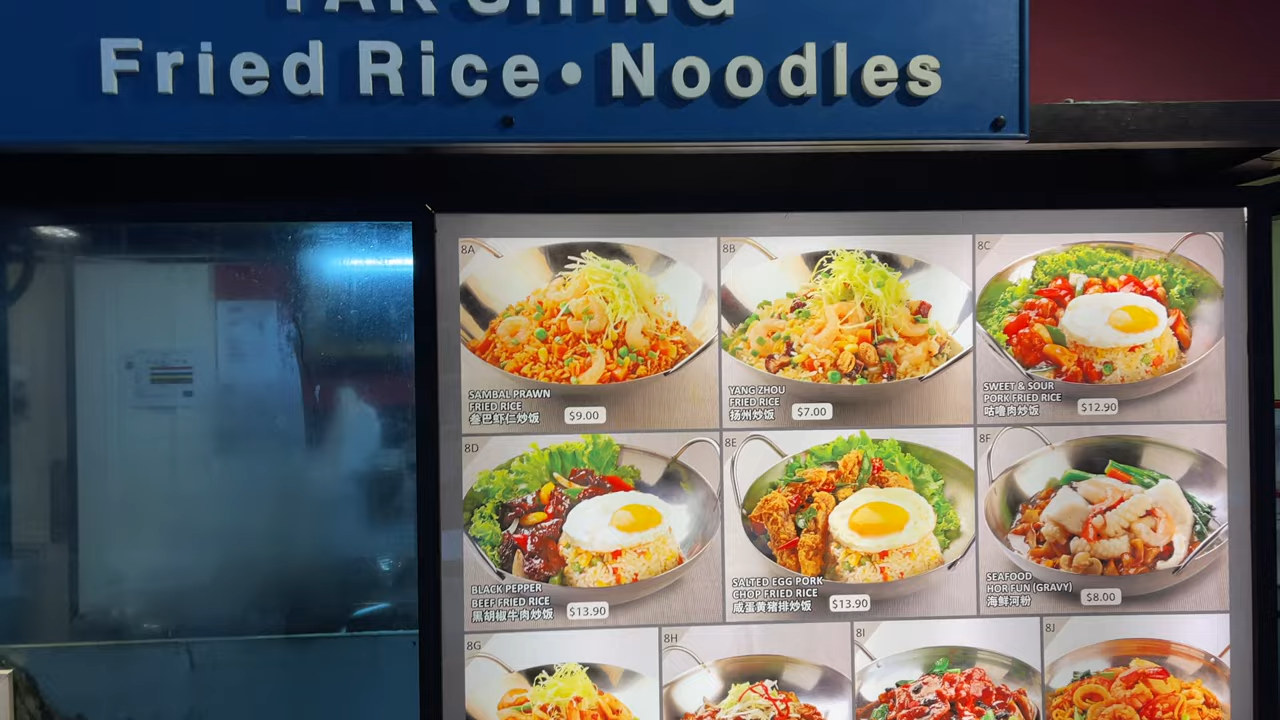 TAK SHING
Fried Rice • Noodles
8A
SAMBAL PRAWN
FRIED RICE
叁巴虾仁炒饭
$9.00
8B
YANG ZHOU
FRIED RICE
扬州炒饭
$7.00
8C
SWEET & SOUR
PORK FRIED RICE
咕噜肉炒饭
$12.90
8D
BLACK PEPPER
BEEF FRIED RICE
黑胡椒牛肉炒饭
$13.90
8E
SALTED EGG PORK
CHOP FRIED RICE
咸蛋黄猪排炒饭
$13.90
8F
SEAFOOD
HOR FUN (GRAVY)
海鲜河粉
$8.00
8G
8H
8I
8J